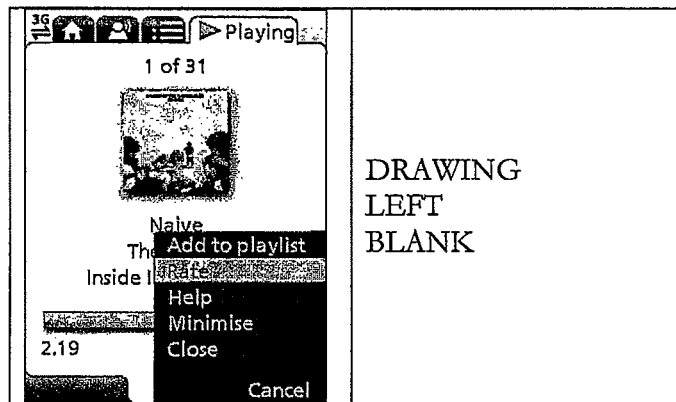 3G
Playing
1 of 31
Naive
The
Inside I
Add to playlist
Rate
Help
Minimise
Close
2.19
Cancel
DRAWING
LEFT
BLANK